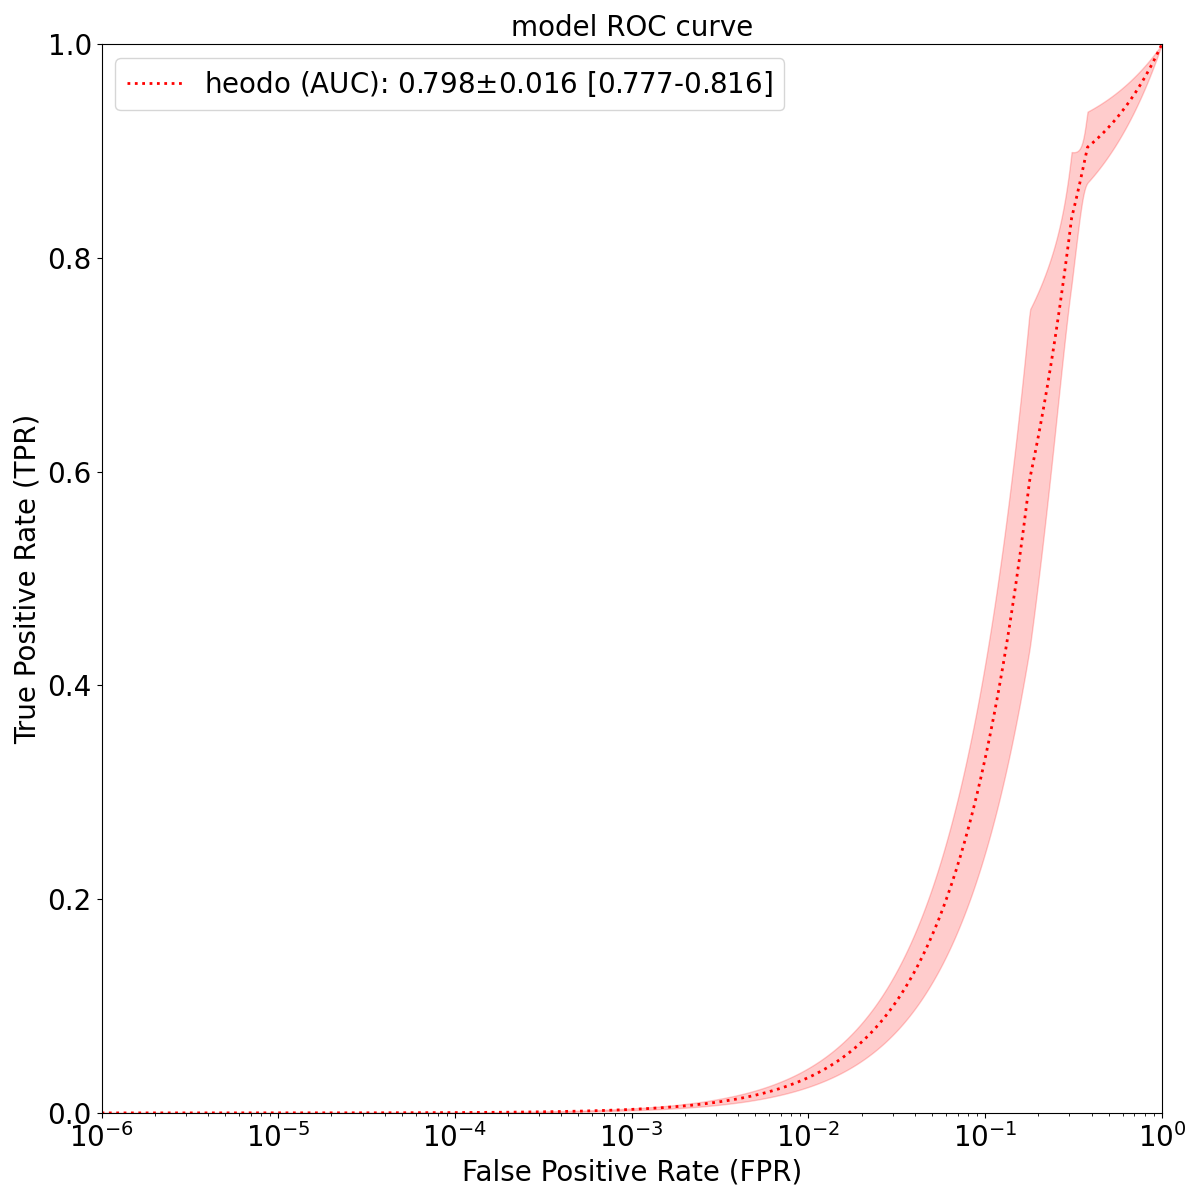 model ROC curve
heodo (AUC): 0.798±0.016 [0.777-0.816]
True Positive Rate (TPR)
1.0
0.8
0.6
0.4
0.2
0.0
10⁻⁶ 10⁻⁵ 10⁻⁴ 10⁻³ 10⁻² 10⁻¹ 10⁰
False Positive Rate (FPR)